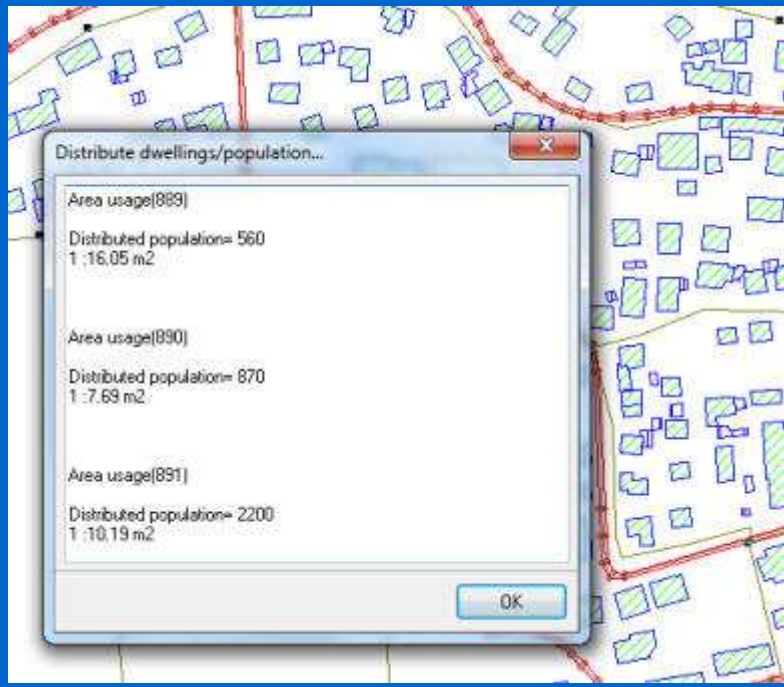 Distribute dwellings/population...
Area usage(889)
Distributed population= 560
1 :16.05 m2
Area usage(890)
Distributed population= 870
1 :7.69 m2
Area usage(891)
Distributed population= 2200
1 :10.19 m2
OK